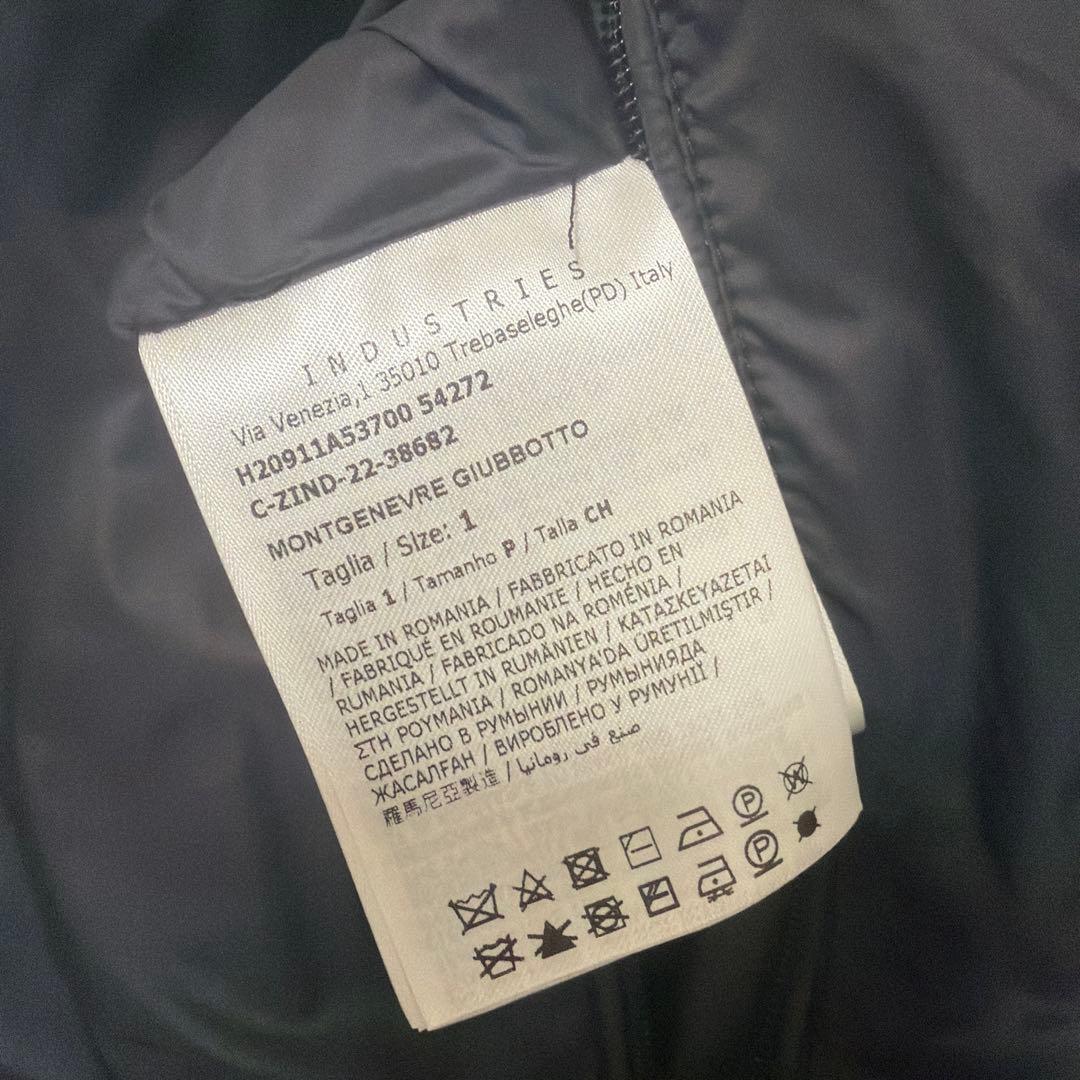 INDUSTRIES
Via Venezia,1 35010 Trebaseleghe(PD) Italy
H20911A53700 54272
C-ZIND-22-38682
MONTGENEVRE GIUBBOTTO
Taglia / Size: 1
Taglia 1 / Tamanho P / Talla CH
MADE IN ROMANIA / FABBRICATO IN ROMANIA
/ FABRIQUÉ EN ROUMANIE / HECHO EN
RUMANIA / FABRICADO NA ROMÉNIA /
HERGESTELLT IN RUMÄNIEN / ΚΑΤΑΣΚΕΥΑΖΕΤΑΙ
ΣΤΗ ΡΟΥΜΑΝΙΑ / ROMANYA'DA ÜRETILMIŞTIR /
СДЕЛАНО В РУМЫНИИ / РУМЫНИЯДА
ЖАСАЛҒАН / ВИРОБЛЕНО У РУМУНІЇ /
羅馬尼亞製造 / صنع في رومانيا
P W
P